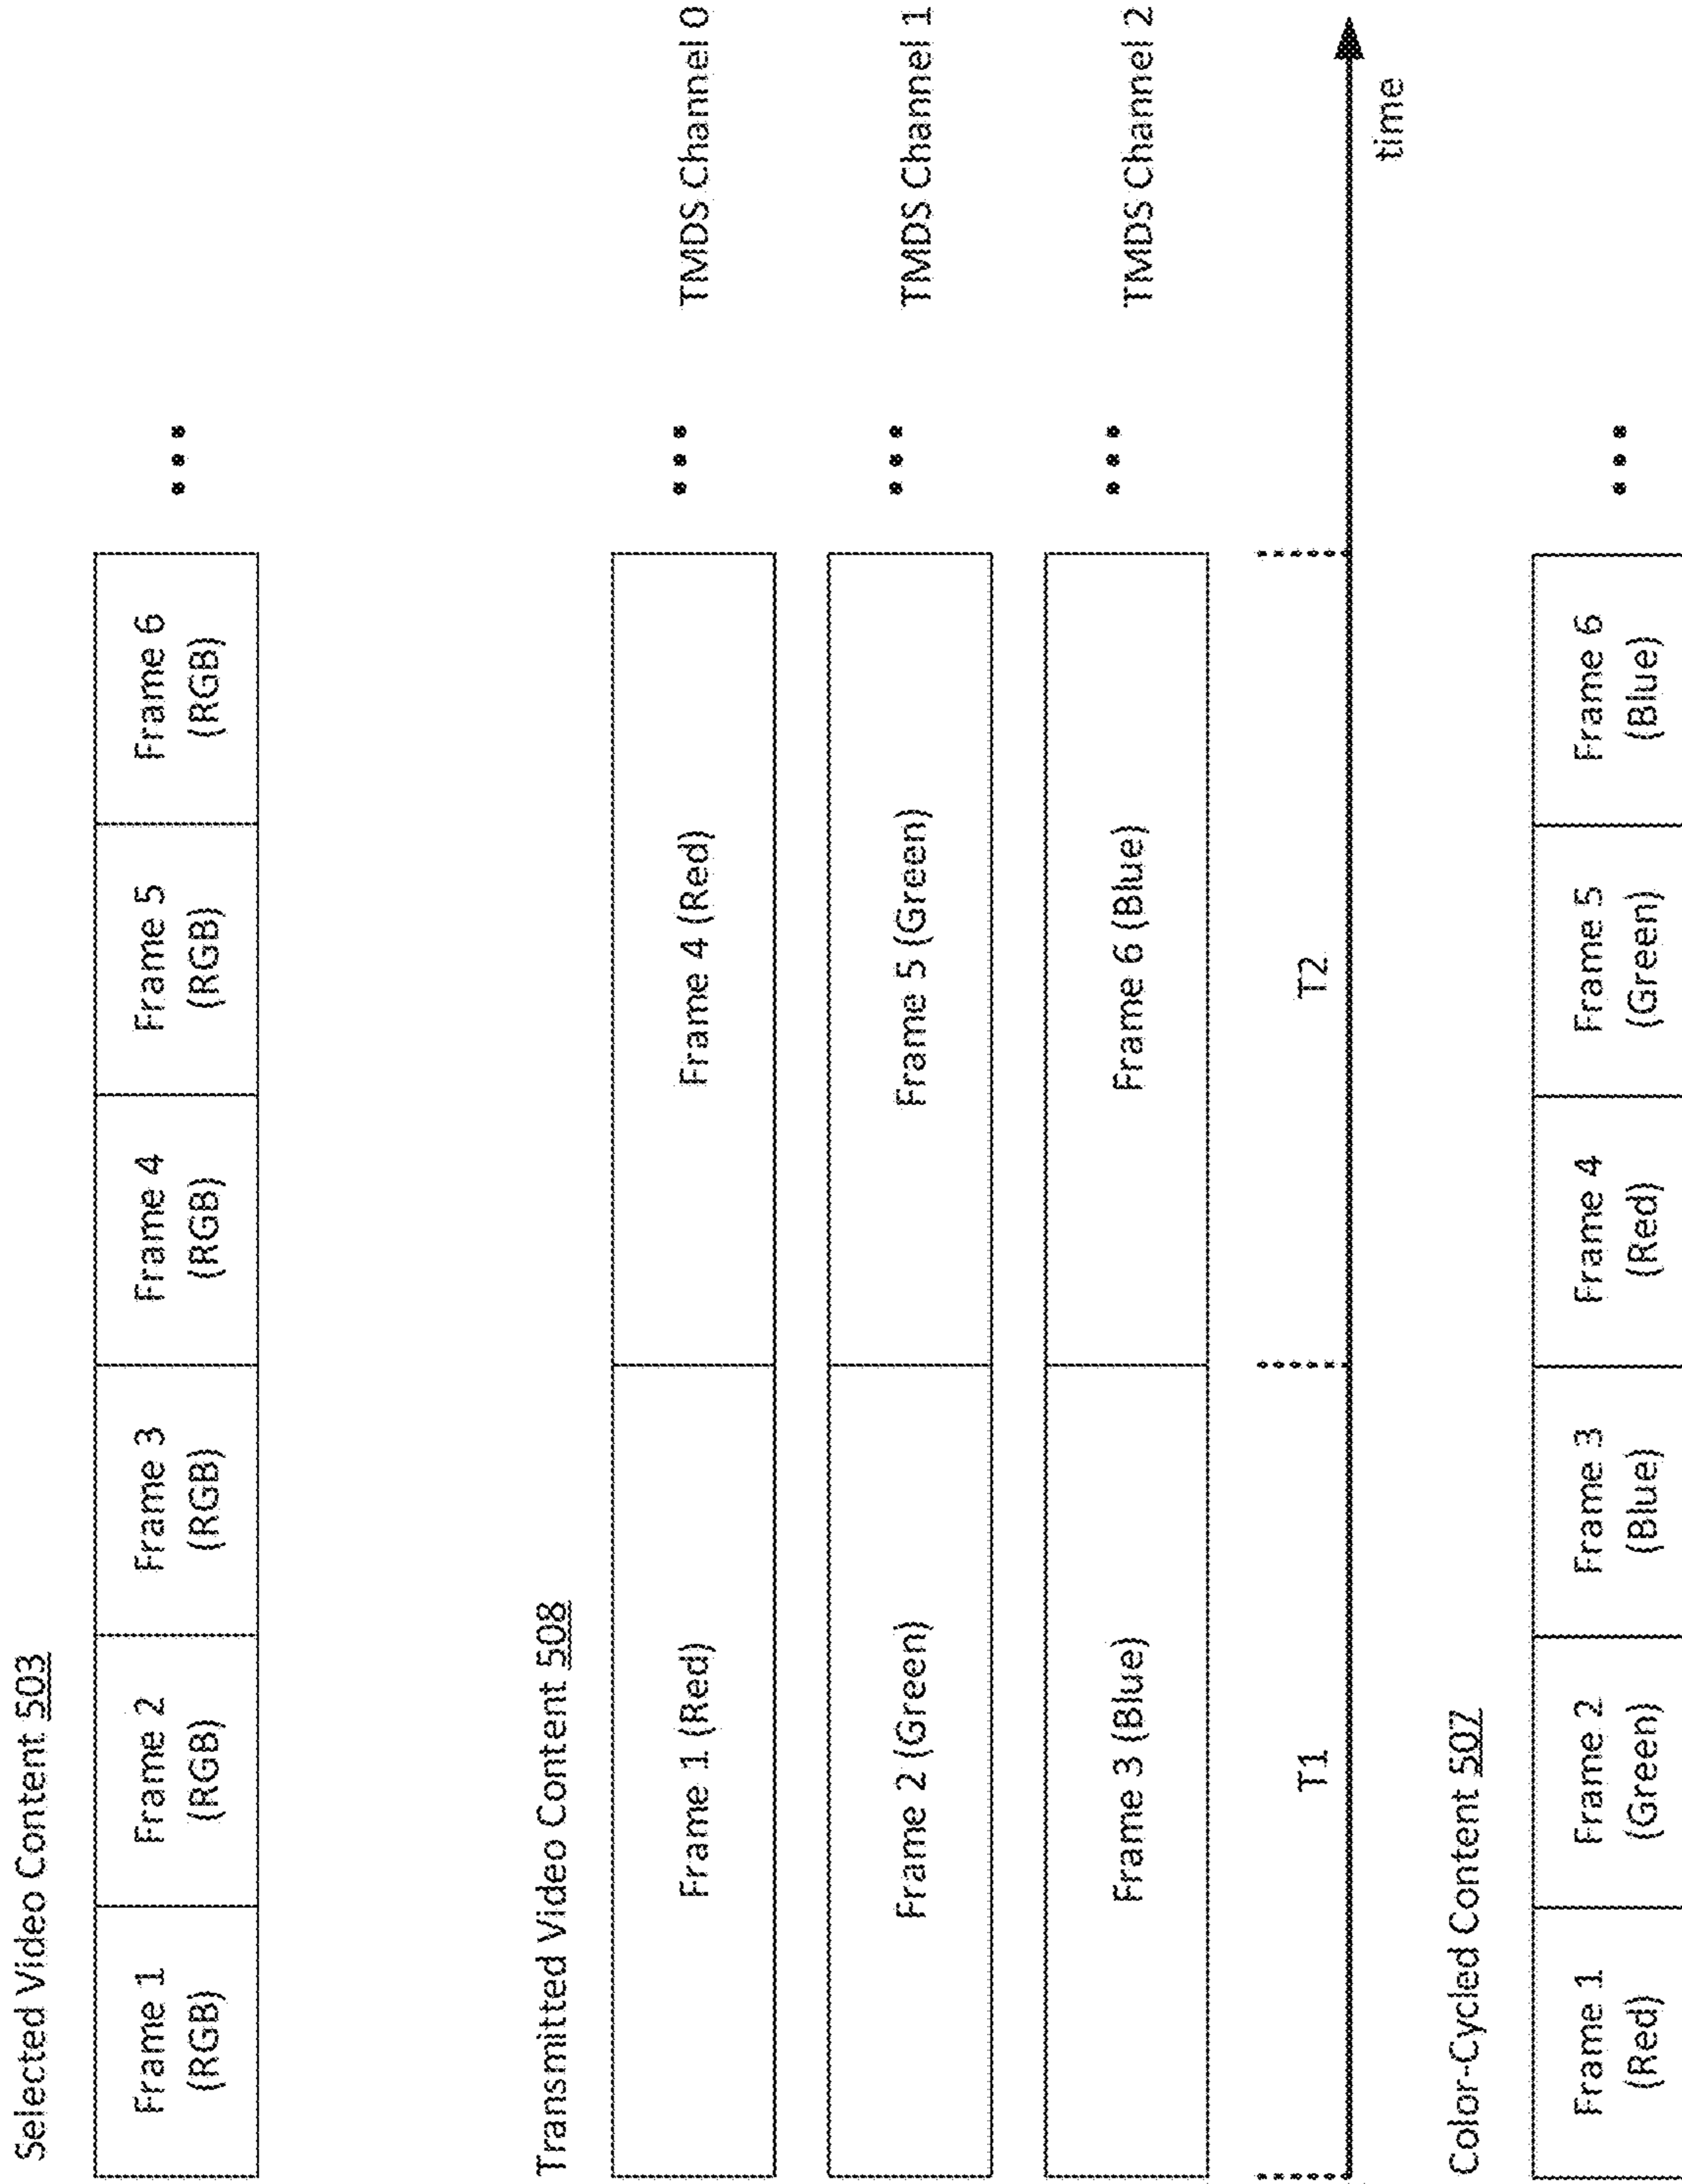 Selected Video Content 503
Frame 1
(RGB)
Frame 2
(RGB)
Frame 3
(RGB)
Frame 4
(RGB)
Frame 5
(RGB)
Frame 6
(RGB)
Transmitted Video Content 508
Frame 1 (Red)
Frame 4 (Red)
TMDS Channel 0
Frame 2 (Green)
Frame 5 (Green)
TMDS Channel 1
Frame 3 (Blue)
Frame 6 (Blue)
TMDS Channel 2
T1
T2
time
Color-Cycled Content 507
Frame 1
(Red)
Frame 2
(Green)
Frame 3
(Blue)
Frame 4
(Red)
Frame 5
(Green)
Frame 6
(Blue)